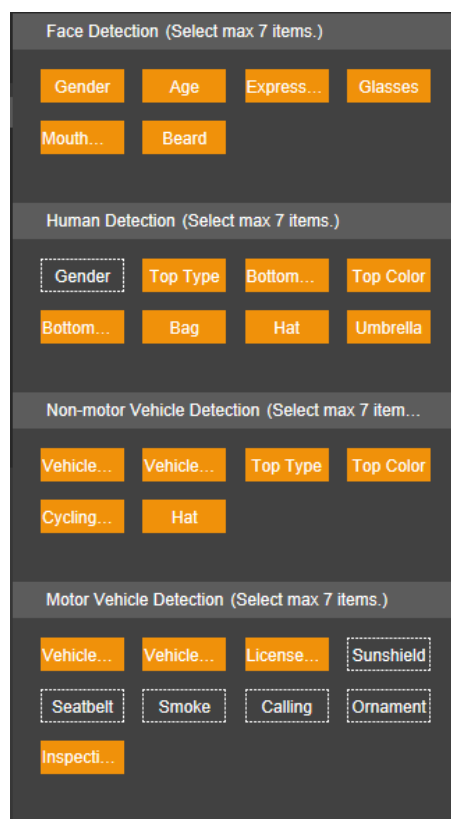 Face Detection (Select max 7 items.)
Gender Age Express... Glasses
Mouth... Beard
Human Detection (Select max 7 items.)
Gender Top Type Bottom... Top Color
Bottom... Bag Hat Umbrella
Non-motor Vehicle Detection (Select max 7 item...
Vehicle... Vehicle... Top Type Top Color
Cycling... Hat
Motor Vehicle Detection (Select max 7 items.)
Vehicle... Vehicle... License... Sunshield
Seatbelt Smoke Calling Ornament
Inspecti...